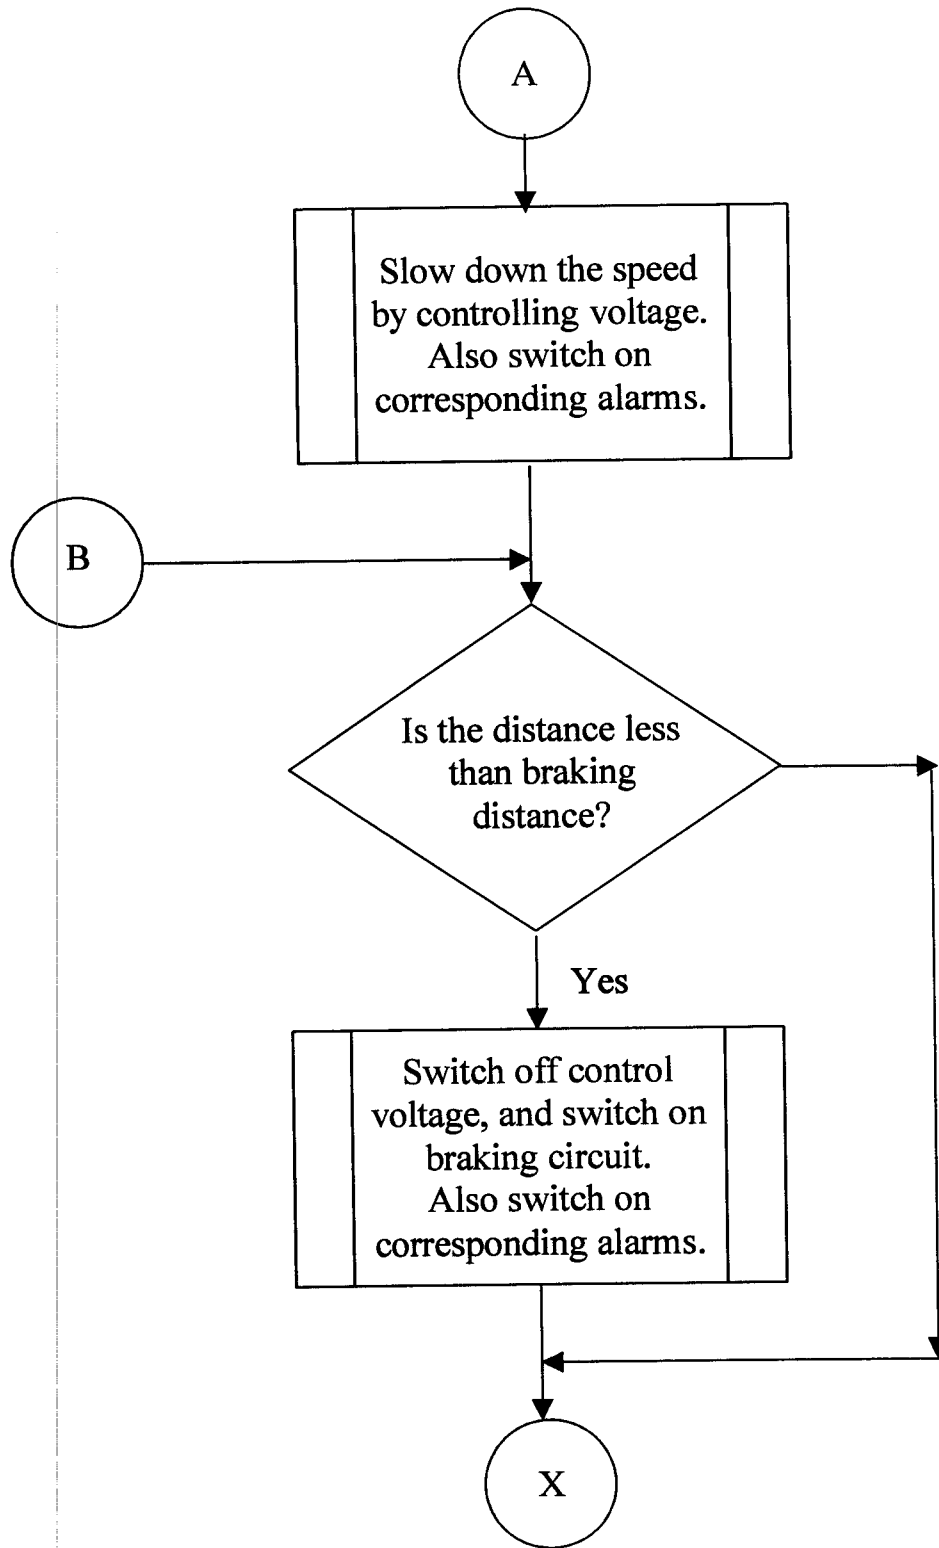 A
Slow down the speed
by controlling voltage.
Also switch on
corresponding alarms.
B
Is the distance less
than braking
distance?
Yes
Switch off control
voltage, and switch on
braking circuit.
Also switch on
corresponding alarms.
X